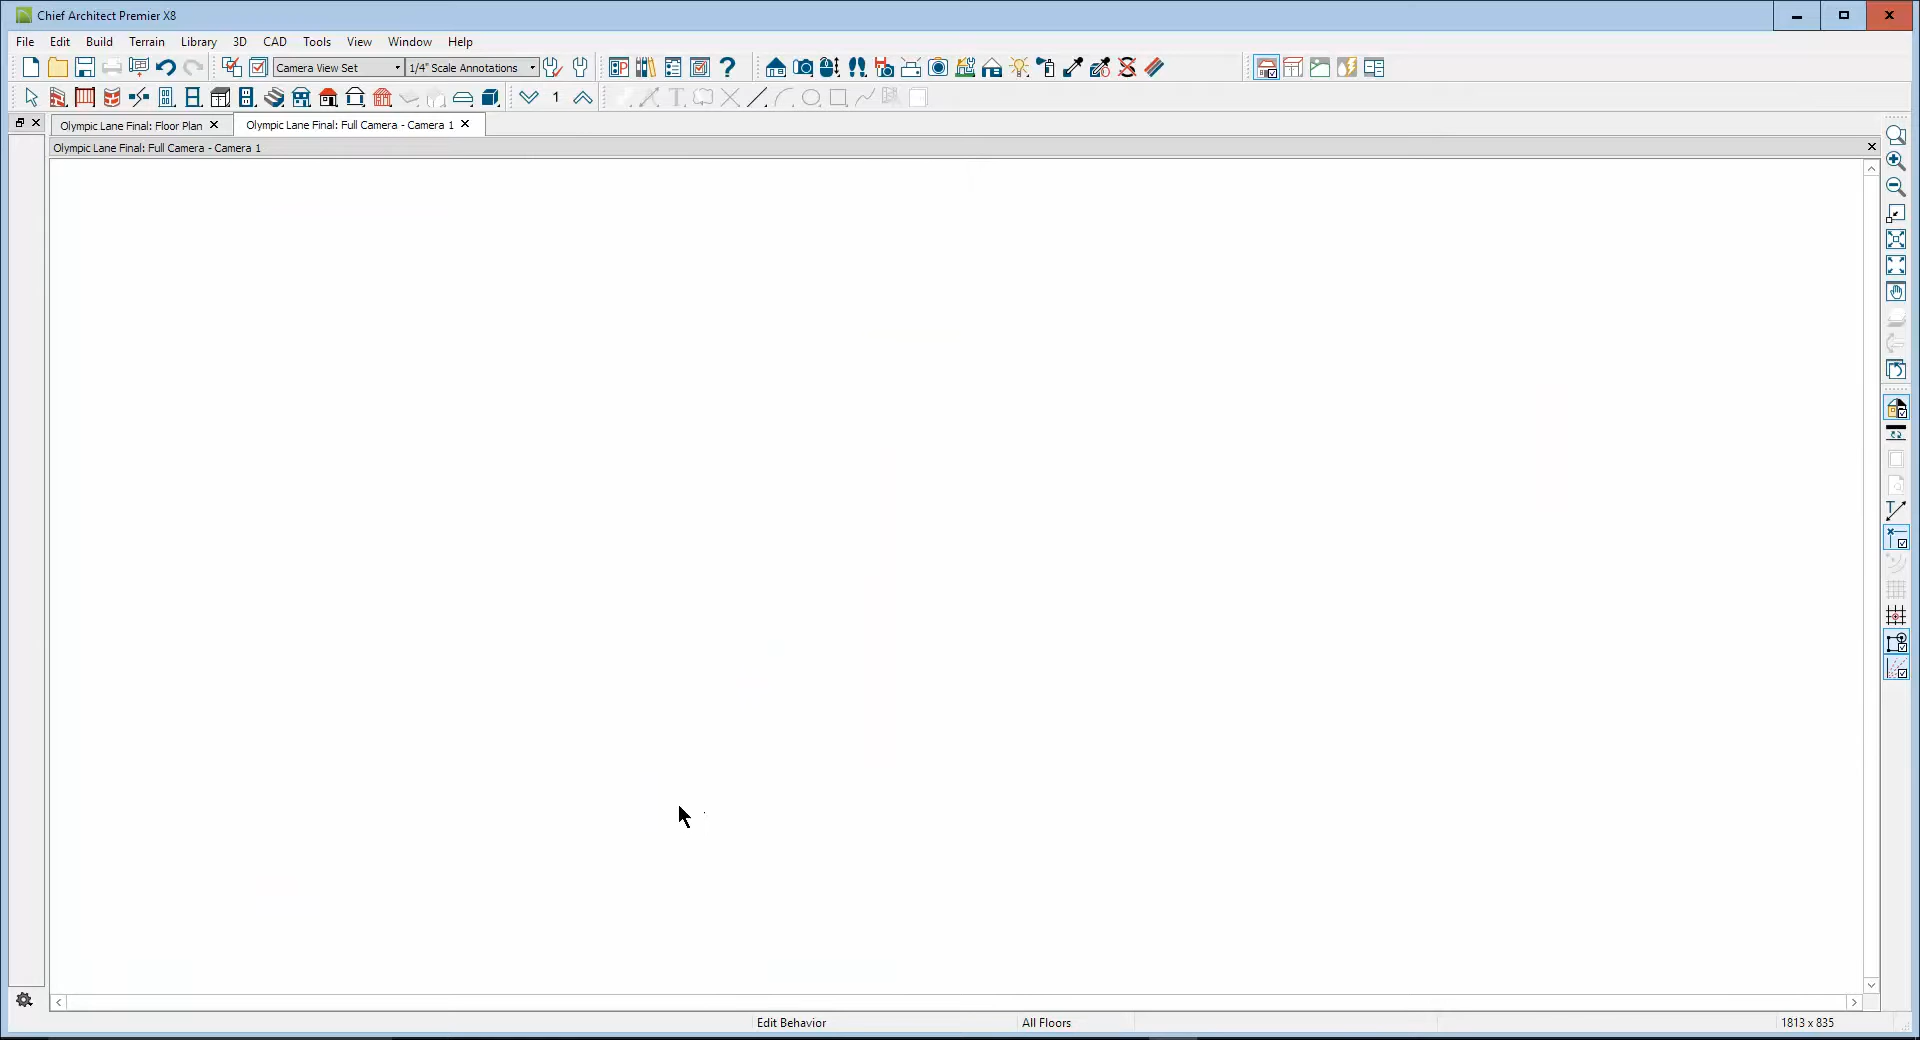 Chief Architect Premier X8
File Edit Build Terrain Library 3D CAD Tools View Window Help
Camera View Set 1/4" Scale Annotations
1
Olympic Lane Final: Floor Plan Olympic Lane Final: Full Camera - Camera 1
Olympic Lane Final: Full Camera - Camera 1
Edit Behavior All Floors 1813 x 835